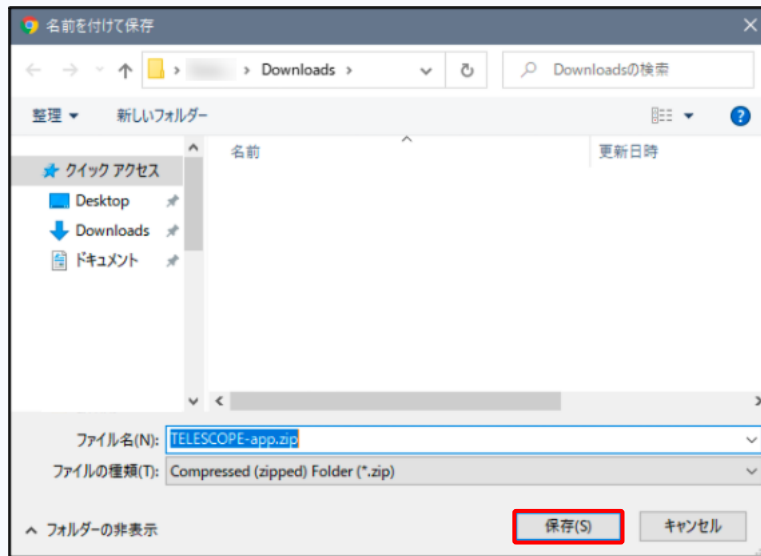 名前を付けて保存
Downloads
Downloadsの検索
整理
新しいフォルダー
名前
更新日時
クイック アクセス
Desktop
Downloads
ドキュメント
ファイル名(N):
TELESCOPE-app.zip
ファイルの種類(T):
Compressed (zipped) Folder (*.zip)
フォルダーの非表示
保存(S)
キャンセル